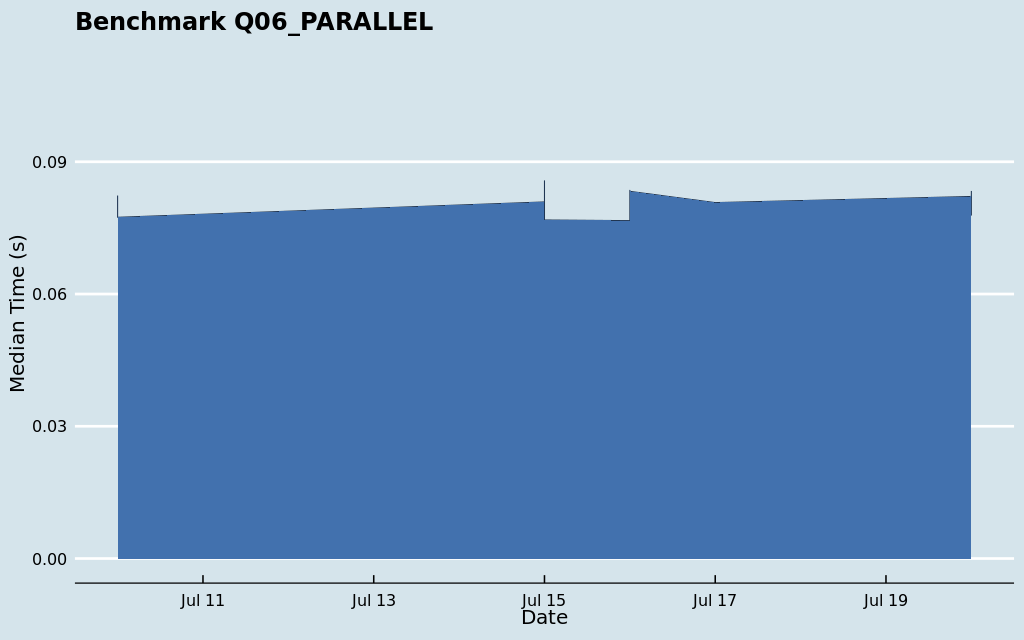 Benchmark Q06_PARALLEL
Median Time (s)
0.09
0.06
0.03
0.00
Jul 11 Jul 13 Jul 15 Jul 17 Jul 19
Date